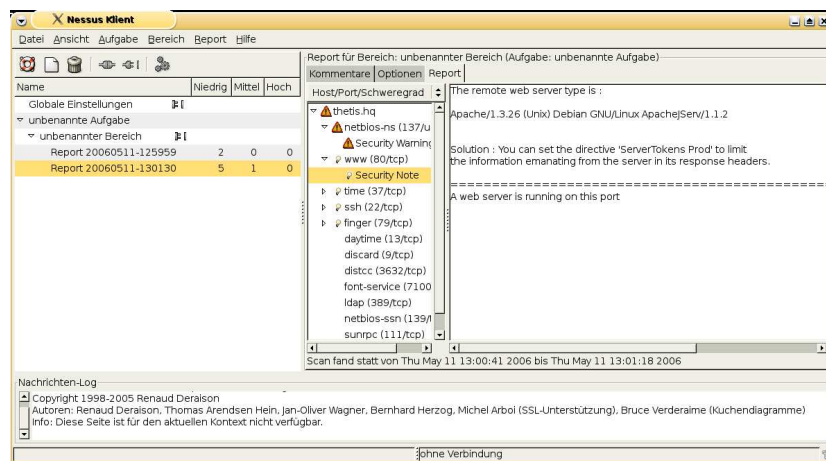 Nessus Klient
Datei Ansicht Aufgabe Bereich Report Hilfe
Name Niedrig Mittel Hoch
Globale Einstellungen
unbenannte Aufgabe
unbenannter Bereich
Report 20060511-125959 2 0 0
Report 20060511-130130 5 1 0
Report für Bereich: unbenannter Bereich (Aufgabe: unbenannte Aufgabe)
Kommentare Optionen Report
Host/Port/Schweregrad
thetis.hq
netbios-ns (137/u
Security Warning
www (80/tcp)
Security Note
time (37/tcp)
ssh (22/tcp)
finger (79/tcp)
daytime (13/tcp)
discard (9/tcp)
distcc (3632/tcp)
font-service (7100
ldap (389/tcp)
netbios-ssn (139/t
sunrpc (111/tcp)
The remote web server type is :
Apache/1.3.26 (Unix) Debian GNU/Linux ApacheJServ/1.1.2
Solution : You can set the directive 'ServerTokens Prod' to limit
the information emanating from the server in its response headers.
A web server is running on this port
Scan fand statt von Thu May 11 13:00:41 2006 bis Thu May 11 13:01:18 2006
Nachrichten-Log
Copyright 1998-2005 Renaud Deraison
Autoren: Renaud Deraison, Thomas Arendsen Hein, Jan-Oliver Wagner, Bernhard Herzog, Michel Arboi (SSL-Unterstützung), Bruce Verderaime (Kuchendiagramme)
Info: Diese Seite ist für den aktuellen Kontext nicht verfügbar.
ohne Verbindung